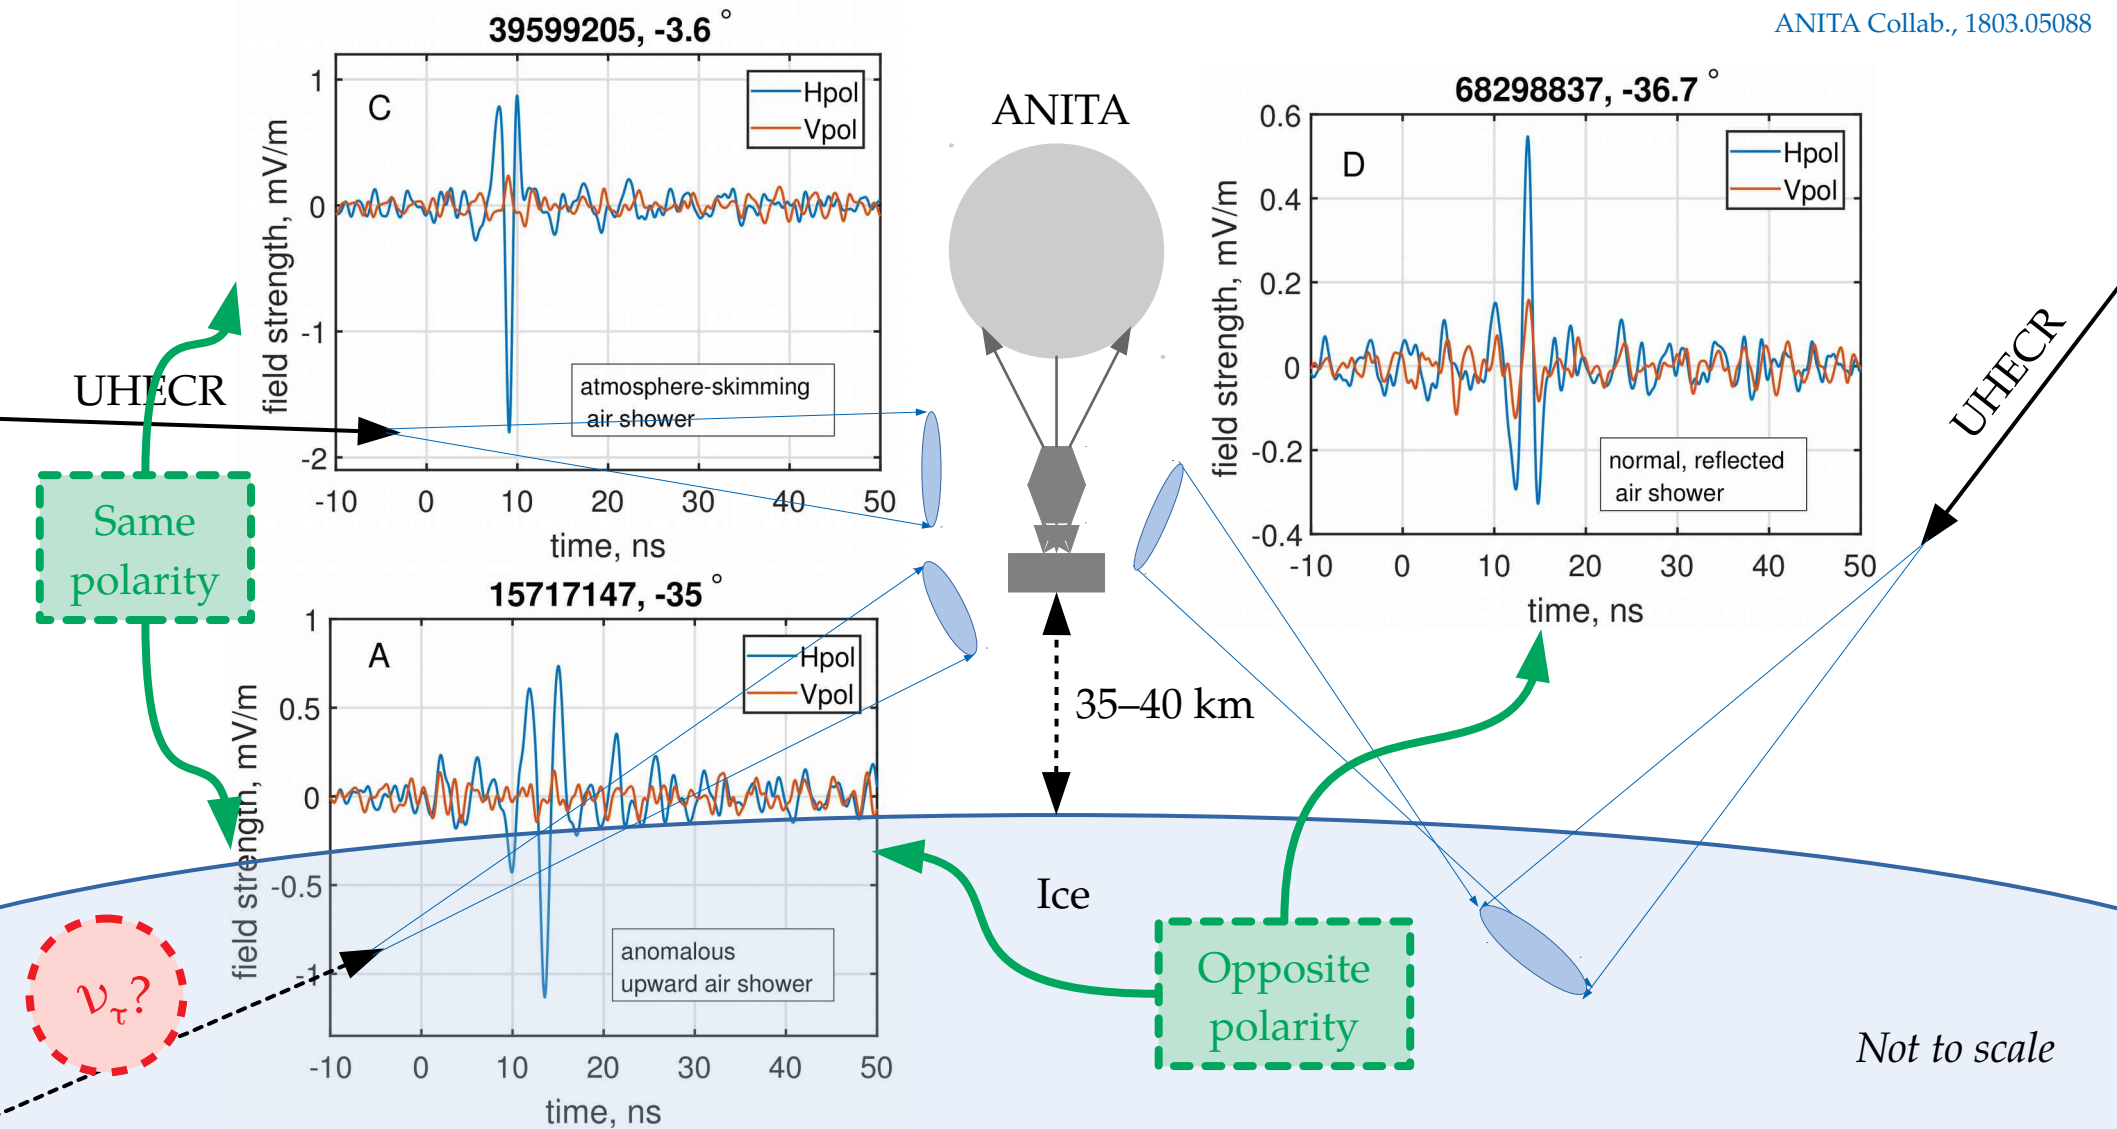 ANITA Collab., 1803.05088
39599205, -3.6 °
C
Hpol
Vpol
1
0
-1
-2
field strength, mV/m
atmosphere-skimming
air shower
-10 0 10 20 30 40 50
time, ns
UHECR
Same
polarity
ANITA
68298837, -36.7 °
D
Hpol
Vpol
0.6
0.4
0.2
0
-0.2
-0.4
field strength, mV/m
normal, reflected
air shower
-10 0 10 20 30 40 50
time, ns
UHECR
15717147, -35 °
A
Hpol
Vpol
1
0.5
0
-0.5
-1
field strength, mV/m
anomalous
upward air shower
-10 0 10 20 30 40 50
time, ns
35–40 km
Ice
ντ?
Opposite
polarity
Not to scale